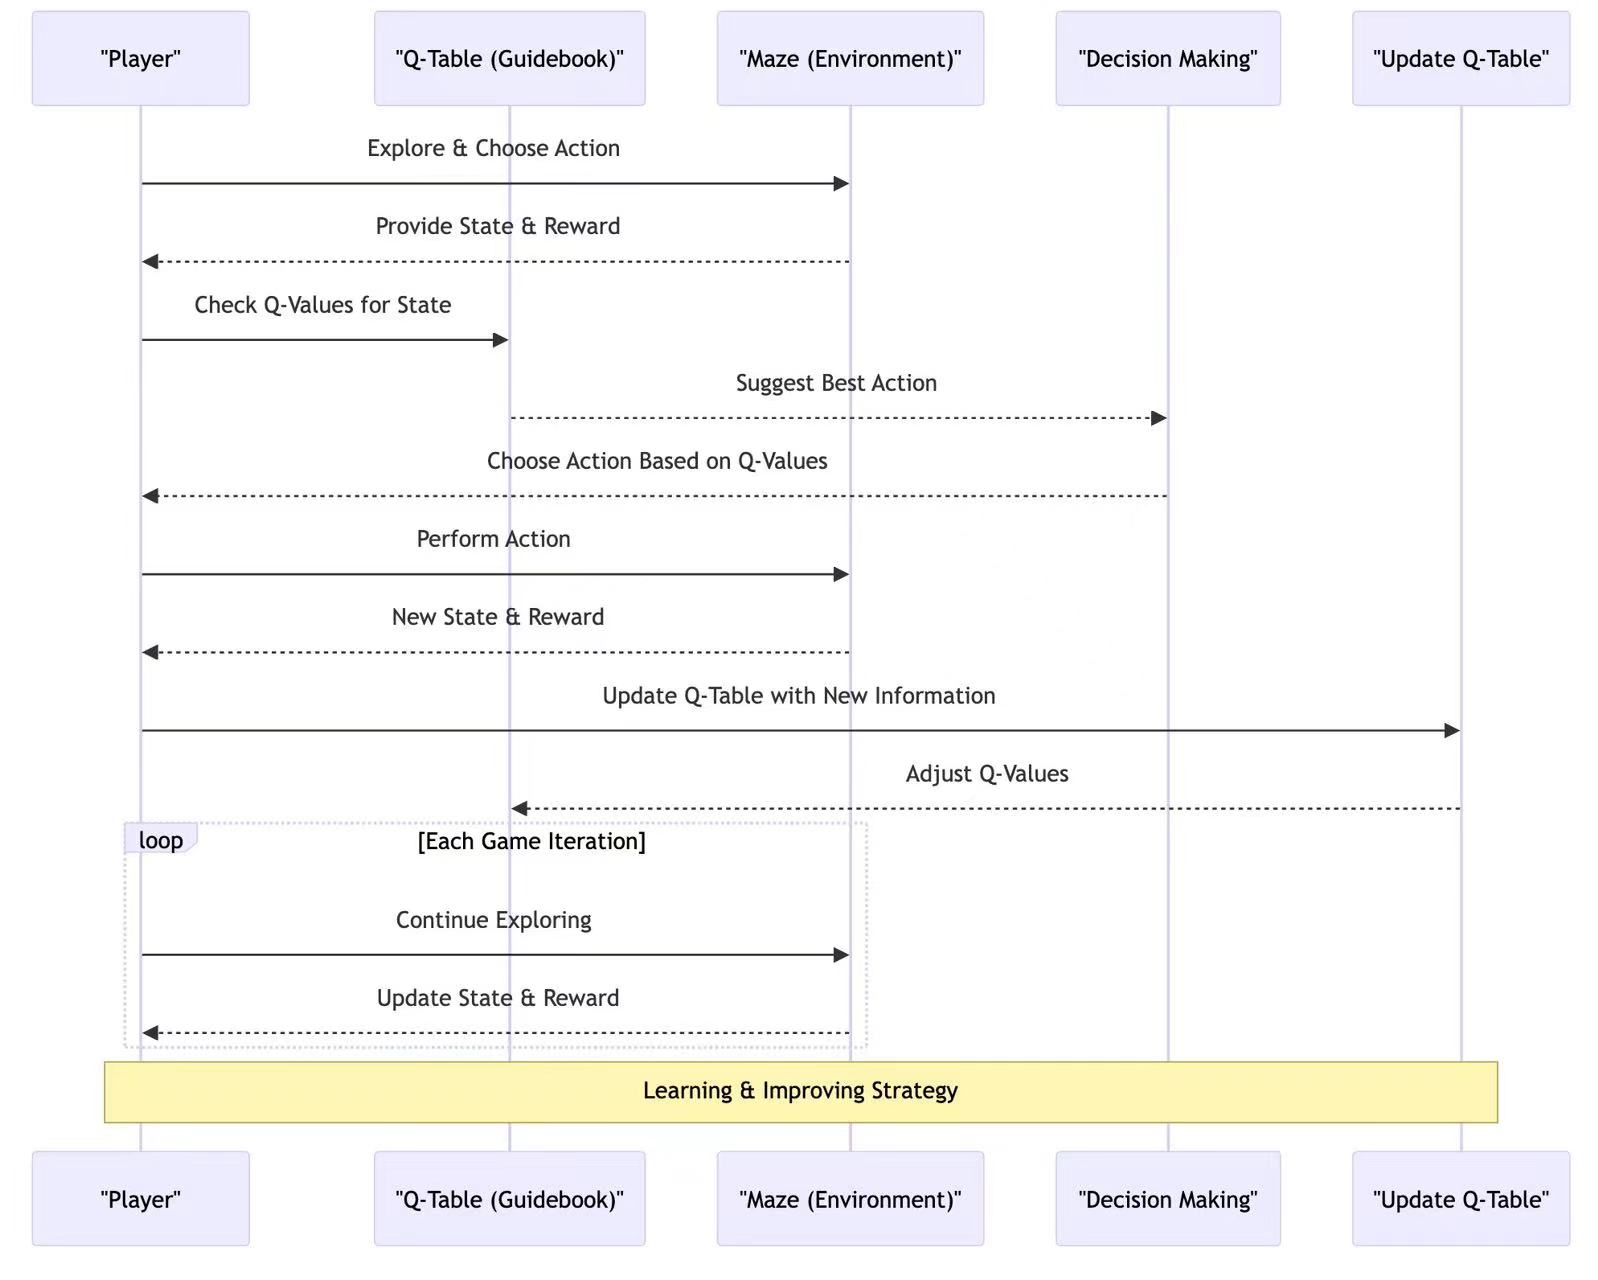 "Player"
"Q-Table (Guidebook)"
"Maze (Environment)"
"Decision Making"
"Update Q-Table"
Explore & Choose Action
Provide State & Reward
Check Q-Values for State
Suggest Best Action
Choose Action Based on Q-Values
Perform Action
New State & Reward
Update Q-Table with New Information
Adjust Q-Values
loop
[Each Game Iteration]
Continue Exploring
Update State & Reward
Learning & Improving Strategy
"Player"
"Q-Table (Guidebook)"
"Maze (Environment)"
"Decision Making"
"Update Q-Table"